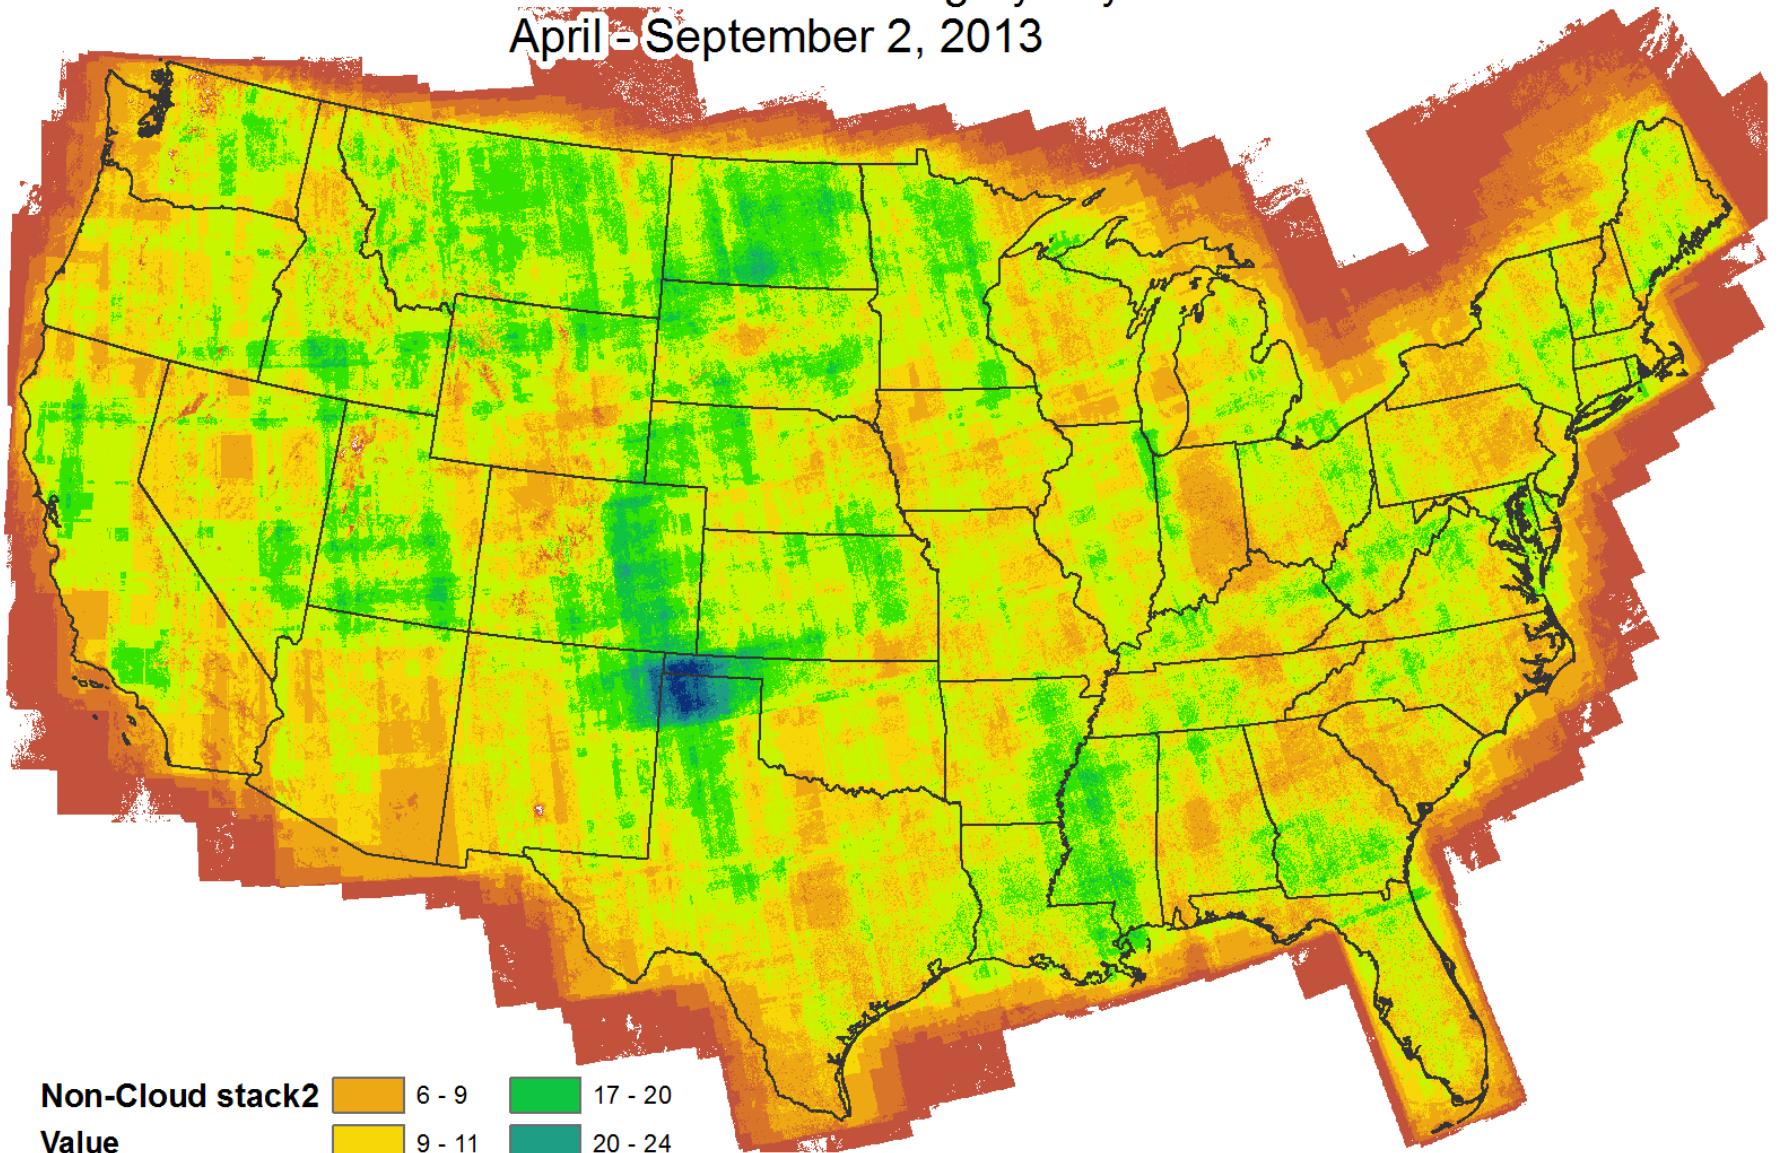 April - September 2, 2013
Non-Cloud stack2
6 - 9
17 - 20
Value
9 - 11
20 - 24